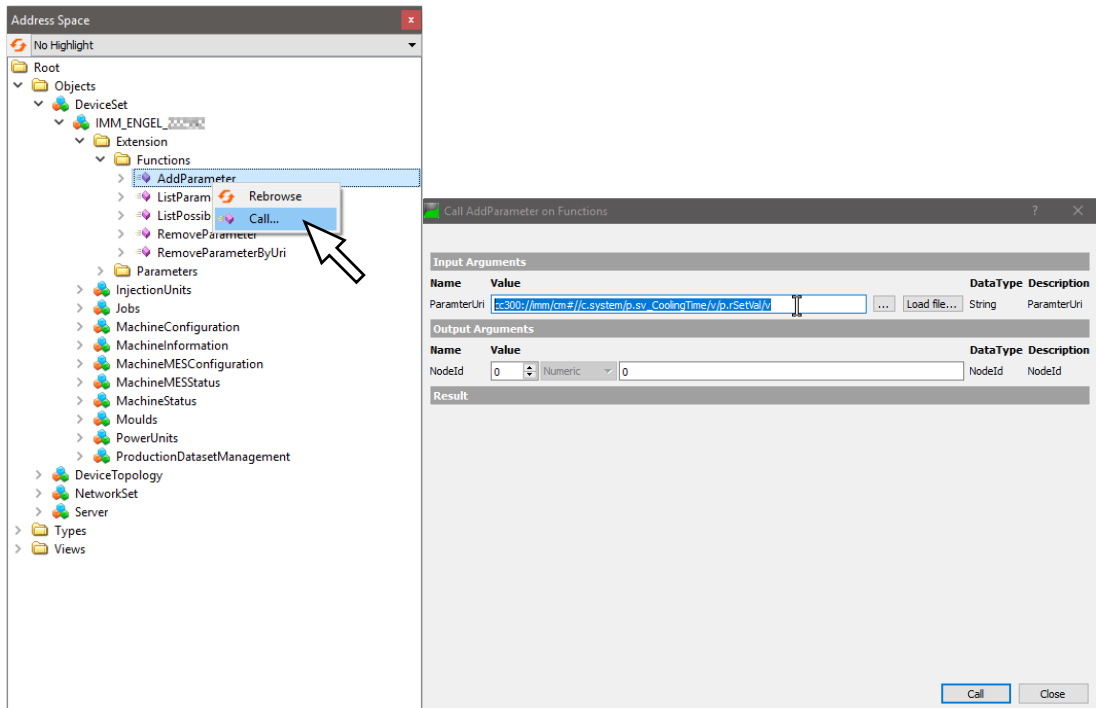 Address Space
No Highlight
Root
Objects
DeviceSet
IMM_ENGEL_
Extension
Functions
AddParameter
ListParam
Rebrowse
ListPossib
Call...
RemoveParameter
RemoveParameterByUri
Parameters
InjectionUnits
Jobs
MachineConfiguration
MachineInformation
MachineMESConfiguration
MachineMESStatus
MachineStatus
Moulds
PowerUnits
ProductionDatasetManagement
DeviceTopology
NetworkSet
Server
Types
Views
Call AddParameter on Functions
Input Arguments
Name Value DataType Description
ParamterUri cc300://imm/cm#//c.system/p.sv_CoolingTime/v/p.rSetVal/v ... Load file... String ParamterUri
Output Arguments
Name Value DataType Description
NodeId 0 Numeric 0 NodeId NodeId
Result
Call Close